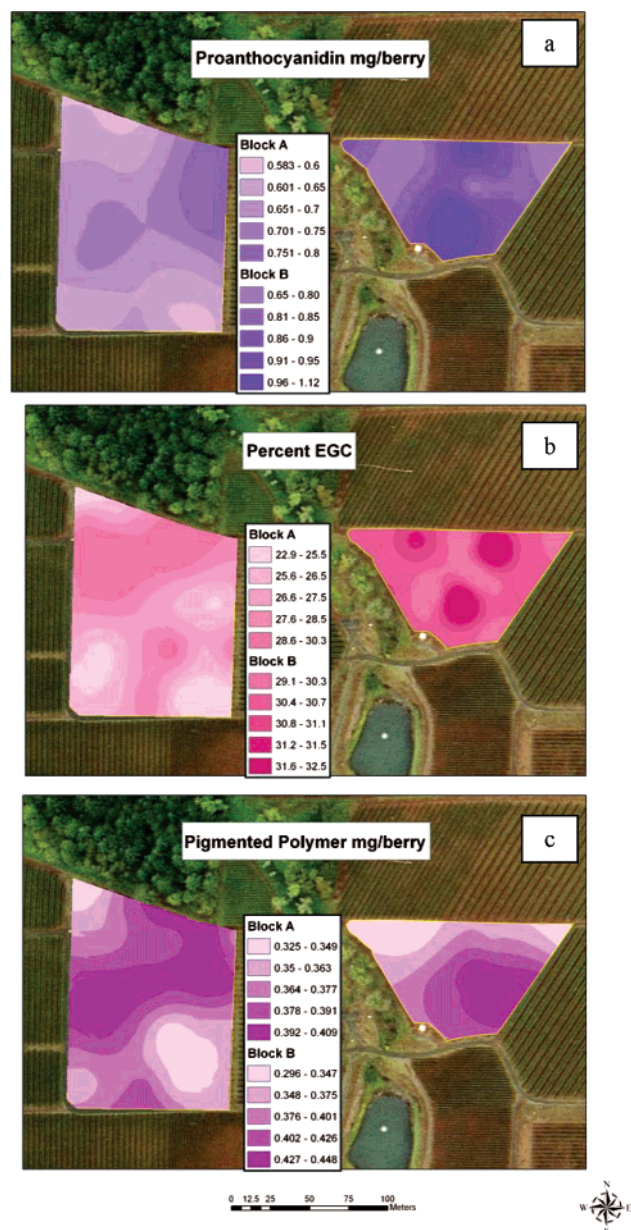 a
Proanthocyanidin mg/berry
Block A
0.583 - 0.6
0.601 - 0.65
0.651 - 0.7
0.701 - 0.75
0.751 - 0.8
Block B
0.65 - 0.80
0.81 - 0.85
0.86 - 0.9
0.91 - 0.95
0.96 - 1.12
b
Percent EGC
Block A
22.9 - 25.5
25.6 - 26.5
26.6 - 27.5
27.6 - 28.5
28.6 - 30.3
Block B
29.1 - 30.3
30.4 - 30.7
30.8 - 31.1
31.2 - 31.5
31.6 - 32.5
c
Pigmented Polymer mg/berry
Block A
0.325 - 0.349
0.35 - 0.363
0.364 - 0.377
0.378 - 0.391
0.392 - 0.409
Block B
0.296 - 0.347
0.348 - 0.375
0.376 - 0.401
0.402 - 0.426
0.427 - 0.448
0 12.5 25 50 75 100
Meters
N
W E